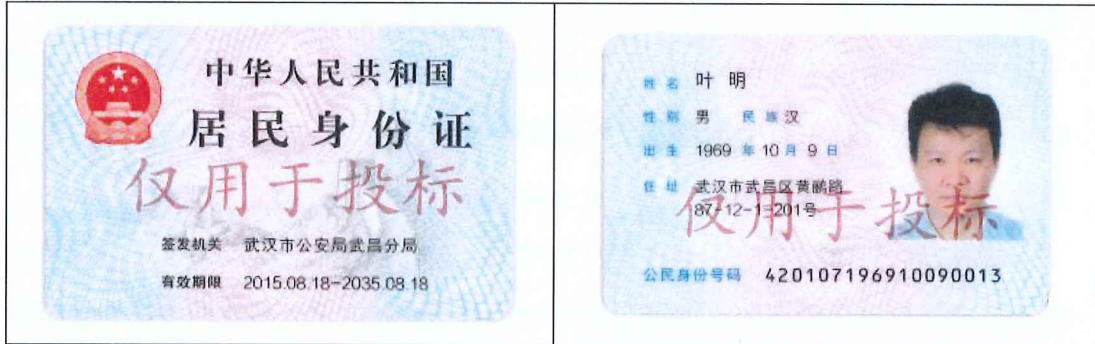 中华人民共和国
居民身份证
仅用于投标
签发机关 武汉市公安局武昌分局
有效期限 2015.08.18-2035.08.18
姓名 叶明
性别 男 民族 汉
出生 1969 年 10 月 9 日
住址 武汉市武昌区黄鹂路
87-12-1-201号
仅用于投标
公民身份号码 420107196910090013